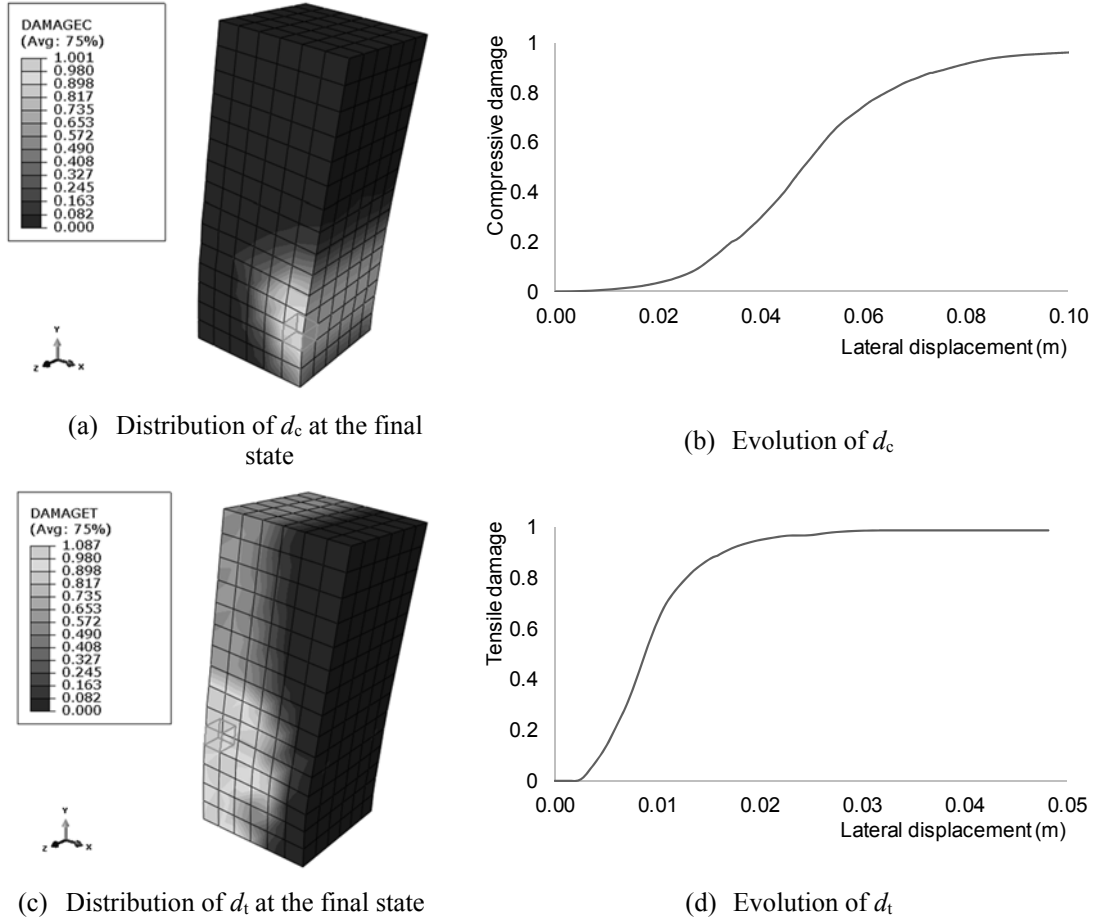 DAMAGEC
(Avg: 75%)
1.001
0.980
0.898
0.817
0.735
0.653
0.572
0.490
0.408
0.327
0.245
0.163
0.082
0.000
Y
Z X
(a) Distribution of dc at the final
state
Compressive damage
1
0.8
0.6
0.4
0.2
0
0.00 0.02 0.04 0.06 0.08 0.10
Lateral displacement (m)
(b) Evolution of dc
DAMAGET
(Avg: 75%)
1.087
0.980
0.898
0.817
0.735
0.653
0.572
0.490
0.408
0.327
0.245
0.163
0.082
0.000
Y
Z X
(c) Distribution of dt at the final state
Tensile damage
1
0.8
0.6
0.4
0.2
0
0.00 0.01 0.02 0.03 0.04 0.05
Lateral displacement (m)
(d) Evolution of dt